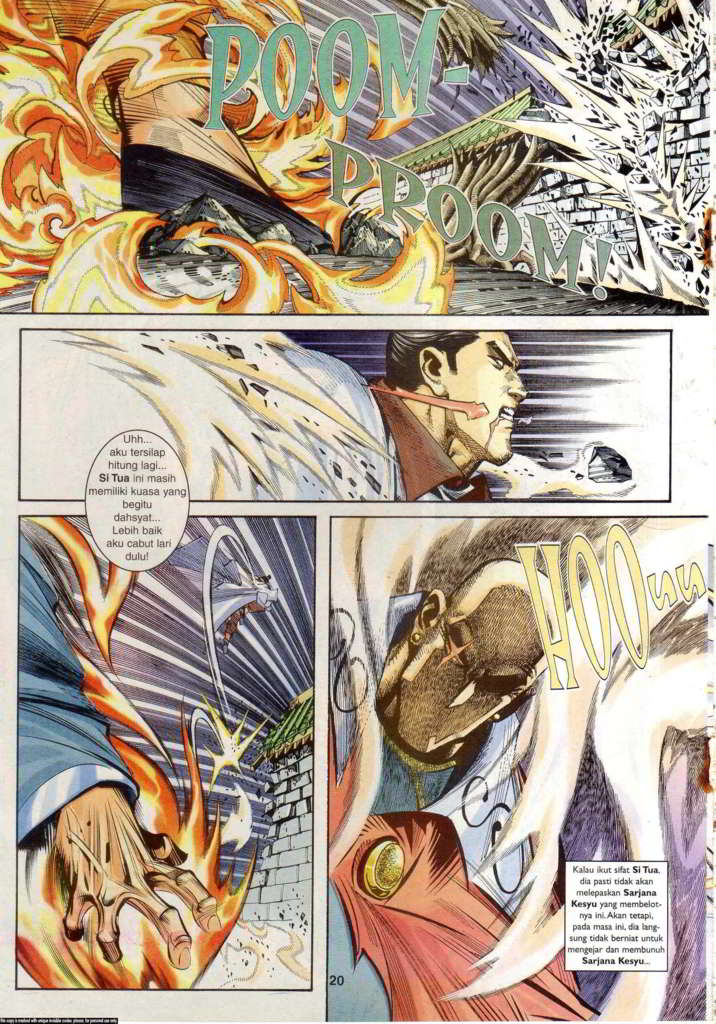 POOM-
PROOM!
Uhh...
aku tersilap
hitung lagi...
Si Tua ini masih
memiliki kuasa yang
begitu
dahsyat...
Lebih baik
aku cabut lari
dulu!
HOOuu
Kalau ikut sifat Si Tua,
dia pasti tidak akan
melepaskan Sarjana
Kesyu yang membelot-
nya ini. Akan tetapi,
pada masa ini, dia lang-
sung tidak berniat untuk
mengejar dan membunuh
Sarjana Kesyu...
20